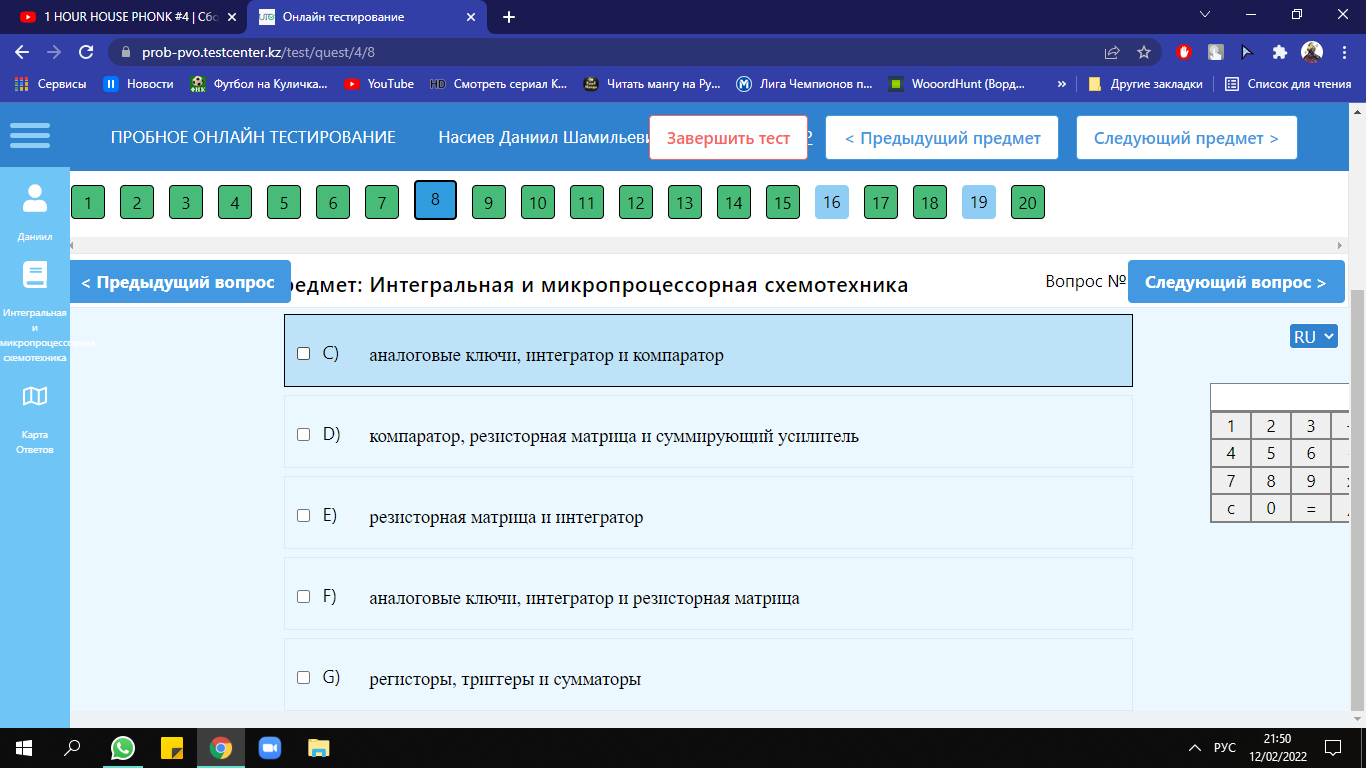 1 HOUR HOUSE PHONK #4 | Сбо
Онлайн тестирование
prob-pvo.testcenter.kz/test/quest/4/8
Сервисы
Новости
Футбол на Куличка...
YouTube
HD Смотреть сериал К...
Читать мангу на Ру...
Лига Чемпионов п...
WooordHunt (Ворд...
»
Другие закладки
Список для чтения
ПРОБНОЕ ОНЛАЙН ТЕСТИРОВАНИЕ
Насиев Даниил Шамильеви
Завершить тест
?
< Предыдущий предмет
Следующий предмет >
1 2 3 4 5 6 7 8 9 10 11 12 13 14 15 16 17 18 19 20
Даниил
Интегральная
и
микропроцессорная
схемотехника
Карта
Ответов
< Предыдущий вопрос
редмет: Интегральная и микропроцессорная схемотехника
Вопрос №
Следующий вопрос >
RU
C) аналоговые ключи, интегратор и компаратор
D) компаратор, резисторная матрица и суммирующий усилитель
E) резисторная матрица и интегратор
F) аналоговые ключи, интегратор и резисторная матрица
G) регисторы, триггеры и сумматоры
1 2 3
4 5 6
7 8 9
c 0 =
РУС
21:50
12/02/2022